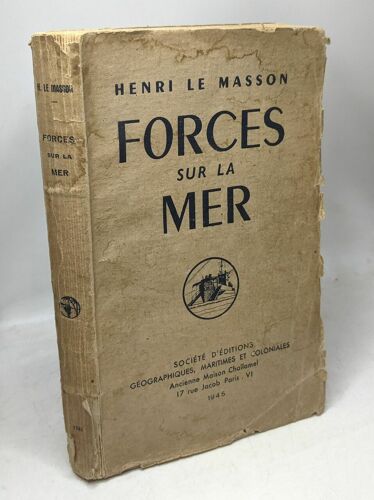 HENRI LE MASSON
FORCES
SUR LA
MER
SOCIÉTÉ D'ÉDITIONS
GÉOGRAPHIQUES, MARITIMES ET COLONIALES
Ancienne Maison Challamel
17 rue Jacob Paris - VI
1945
H. LE MASSON
FORCES
SUR LA
MER